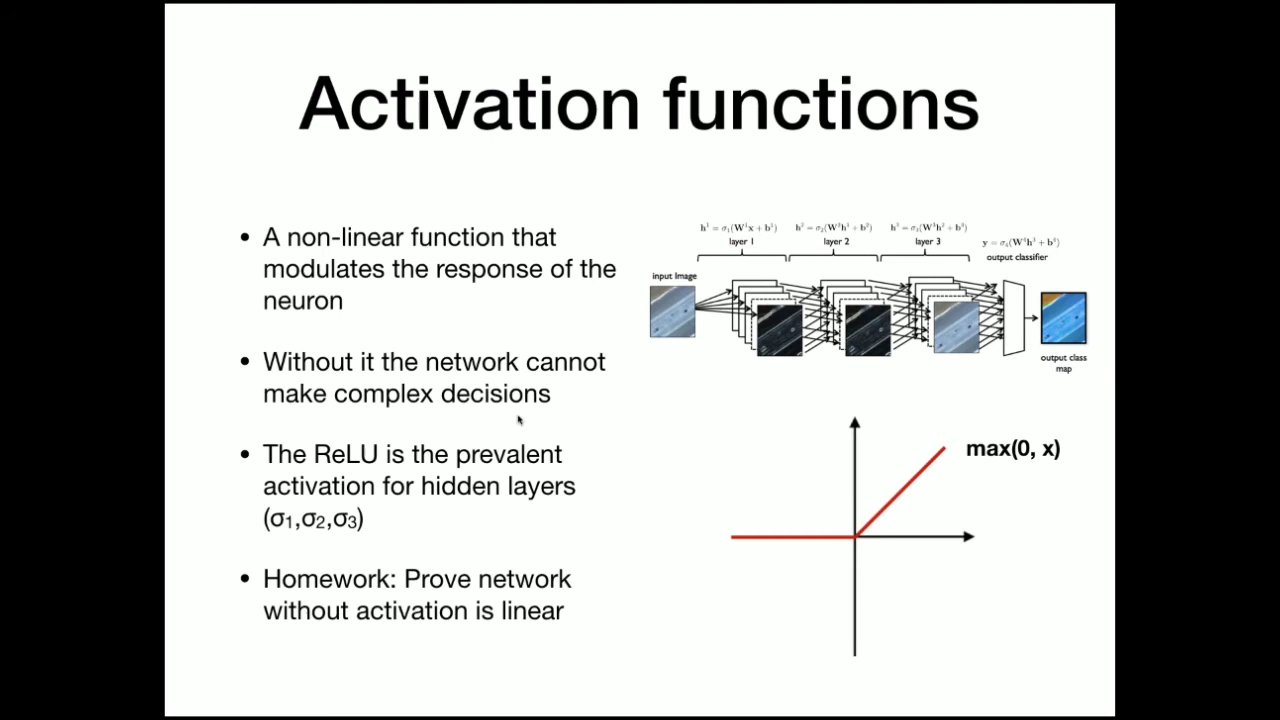 Activation functions
• A non-linear function that
modulates the response of the
neuron
• Without it the network cannot
make complex decisions
• The ReLU is the prevalent
activation for hidden layers
(σ₁,σ₂,σ₃)
• Homework: Prove network
without activation is linear
h¹ = σ₁(W¹x + b¹)
layer 1
h² = σ₂(W²h¹ + b²)
layer 2
h³ = σ₃(W³h² + b³)
layer 3
y = σ₄(W⁴h³ + b⁴)
output classifier
input Image
output class
map
max(0, x)